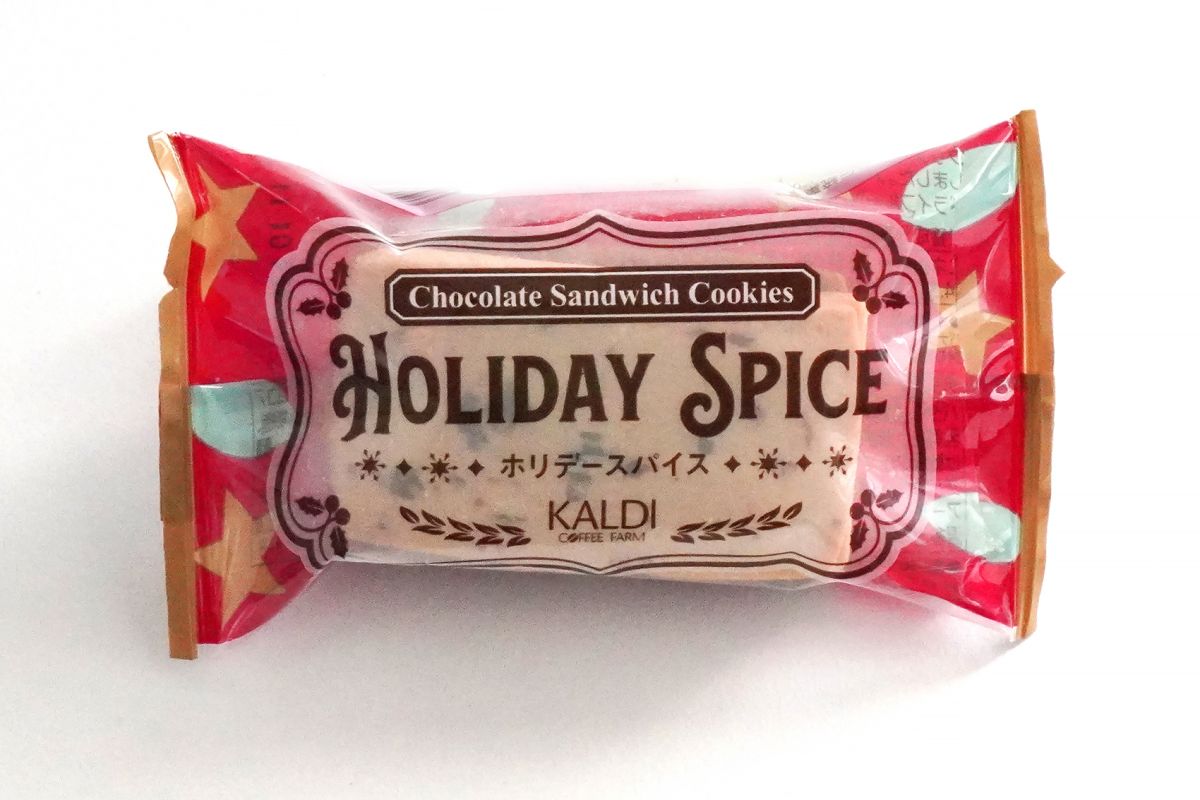 Chocolate Sandwich Cookies
HOLIDAY SPICE
ホリデースパイス
KALDI
COFFEE FARM